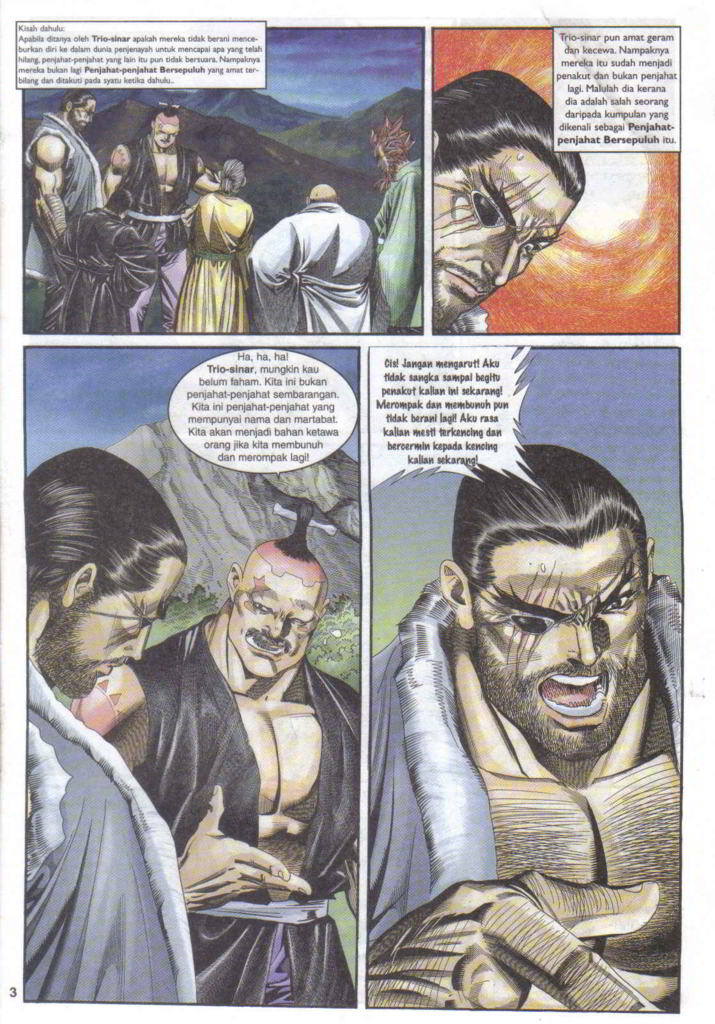 Kisah dahulu:
Apabila ditanya oleh Trio-sinar apakah mereka tidak berani mence-
burkan diri ke dalam dunia penjenayah untuk mencapai apa yang telah
hilang, penjahat-penjahat yang lain itu pun tidak bersuara. Nampaknya
mereka bukan lagi Penjahat-penjahat Bersepuluh yang amat ter-
bilang dan ditakuti pada syatu ketika dahulu..
Trio-sinar pun amat geram
dan kecewa. Nampaknya
mereka itu sudah menjadi
penakut dan bukan penjahat
lagi. Malulah dia kerana
dia adalah salah seorang
daripada kumpulan yang
dikenali sebagai Penjahat-
penjahat Bersepuluh itu.
Ha, ha, ha!
Trio-sinar, mungkin kau
belum faham. Kita ini bukan
penjahat-penjahat sembarangan.
Kita ini penjahat-penjahat yang
mempunyai nama dan martabat.
Kita akan menjadi bahan ketawa
orang jika kita membunuh
dan merompak lagi!
Cis! Jangan mengarut! Aku
tidak sangka sampai begitu
penakut kalian ini sekarang!
Merompak dan membunuh pun
tidak berani lagi! Aku rasa
kalian mesti terkencing dan
bercermin kepada kencing
kalian sekarang!
3